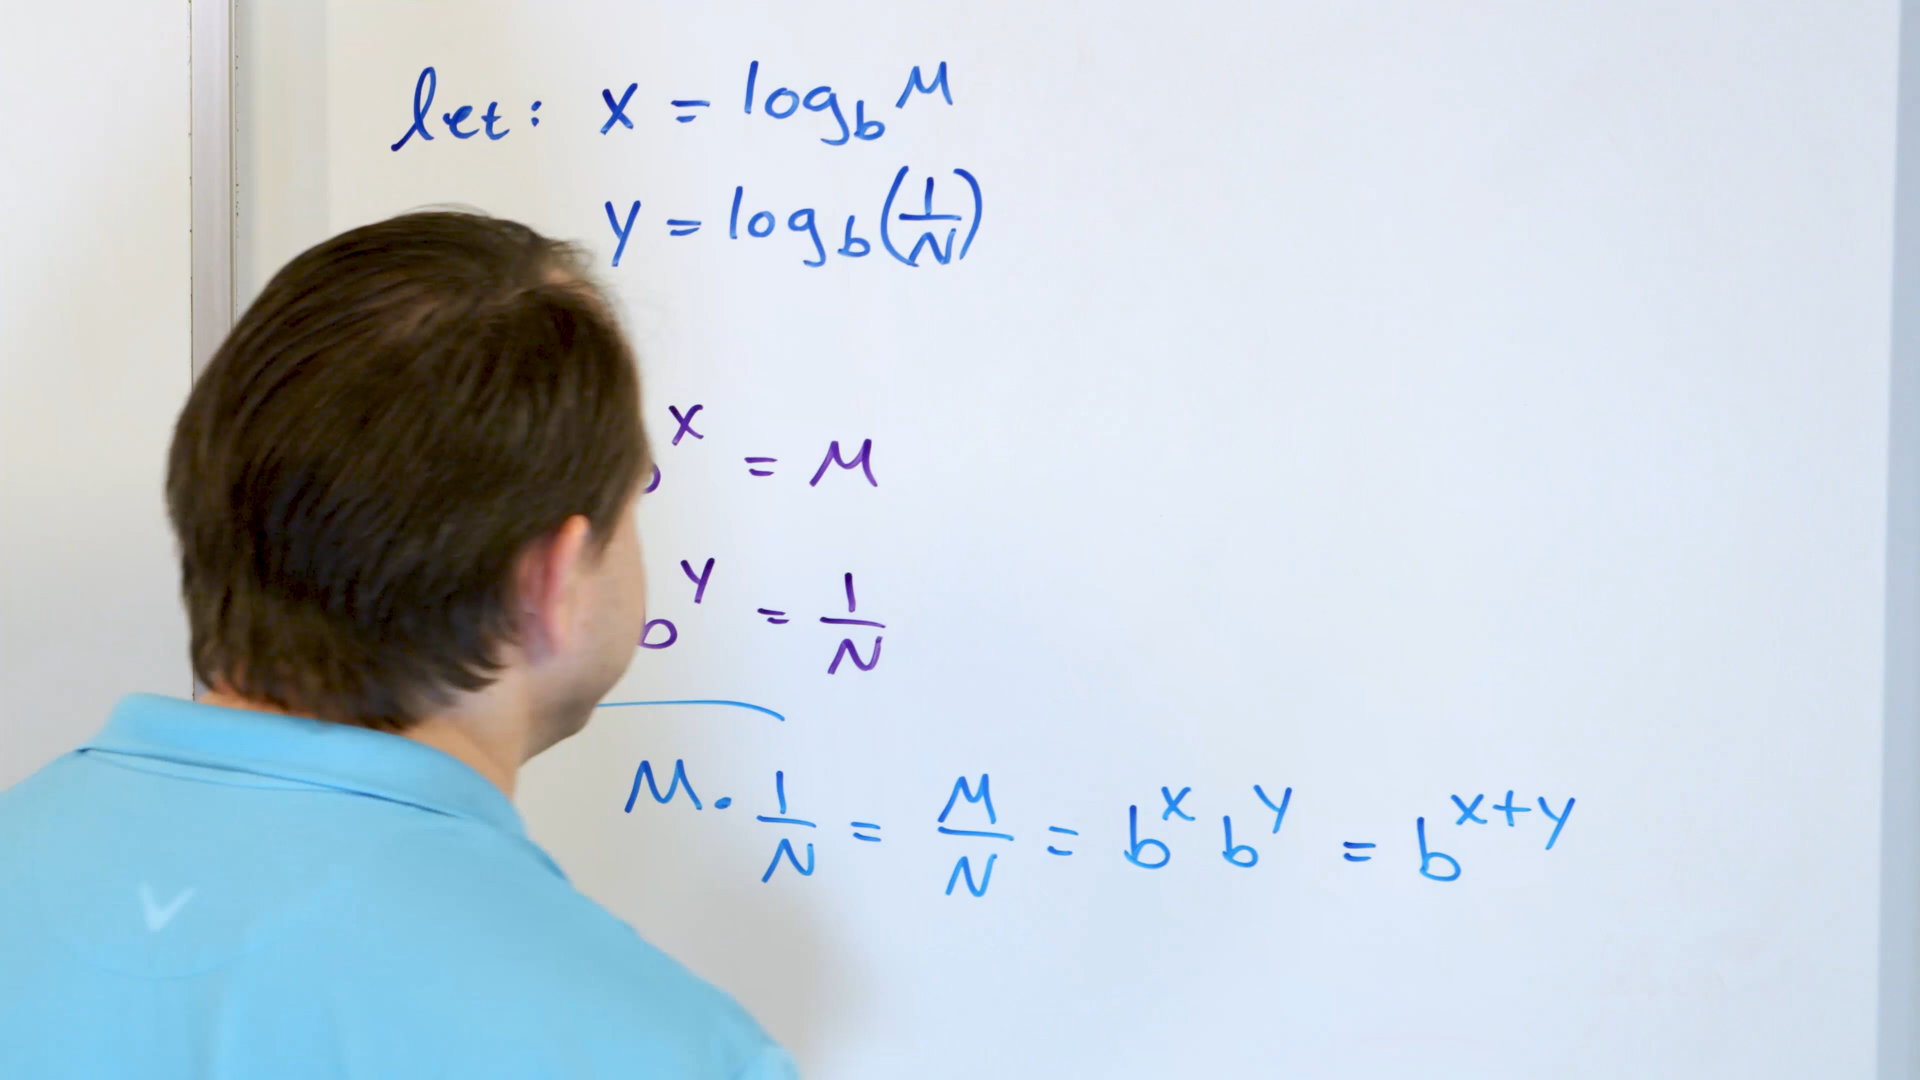 let: x = log_b M
y = log_b (1/N)
b^x = M
b^y = 1/N
M · 1/N = M/N = b^x b^y = b^(x+y)